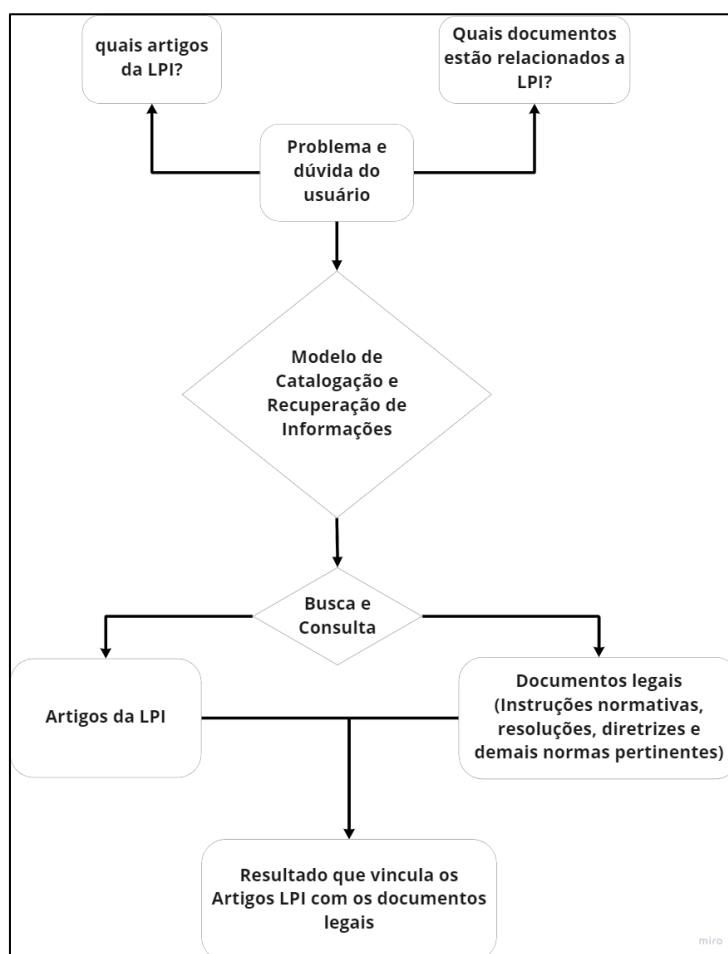 quais artigos
da LPI?
Quais documentos
estão relacionados a
LPI?
Problema e
dúvida do
usuário
Modelo de
Catalogação e
Recuperação de
Informações
Busca e
Consulta
Artigos da LPI
Documentos legais
(Instruções normativas,
resoluções, diretrizes e
demais normas pertinentes)
Resultado que vincula os
Artigos LPI com os documentos
legais
miro